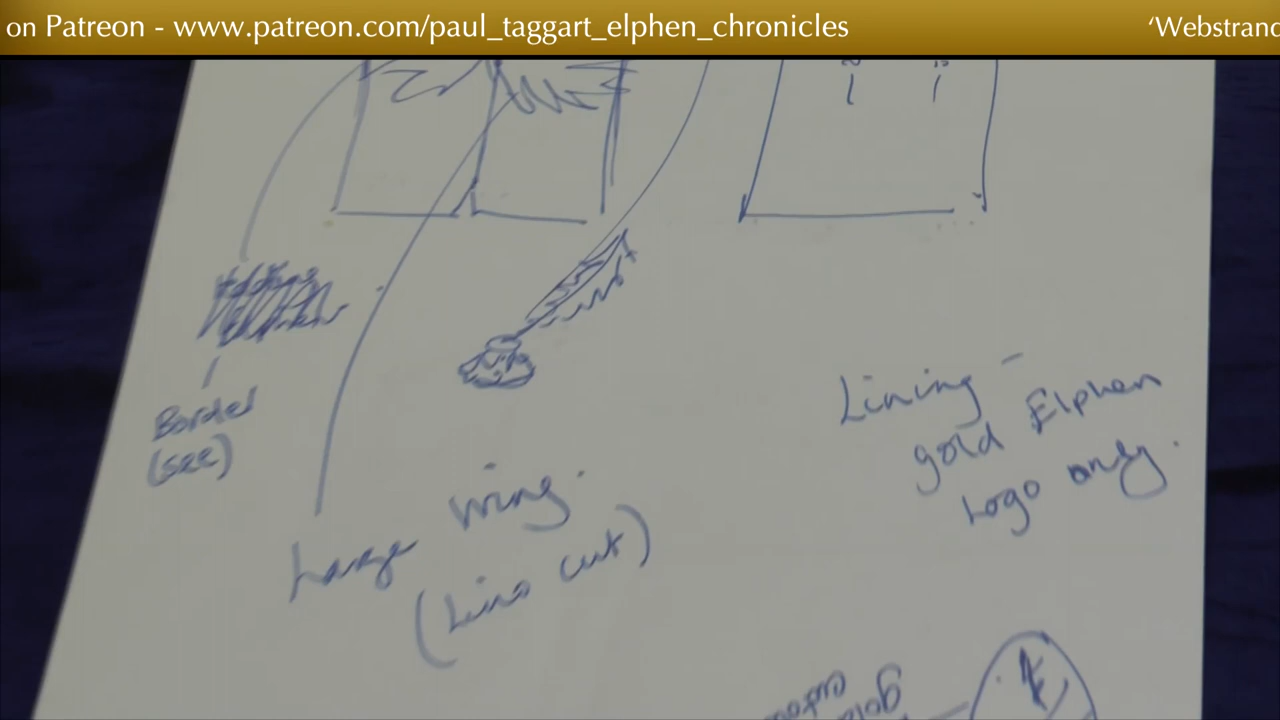 on Patreon - www.patreon.com/paul_taggart_elphen_chronicles
'Webstrand
Border
(see)
Large wing.
(Lino cut)
Lining -
gold Elphen
Logo only.